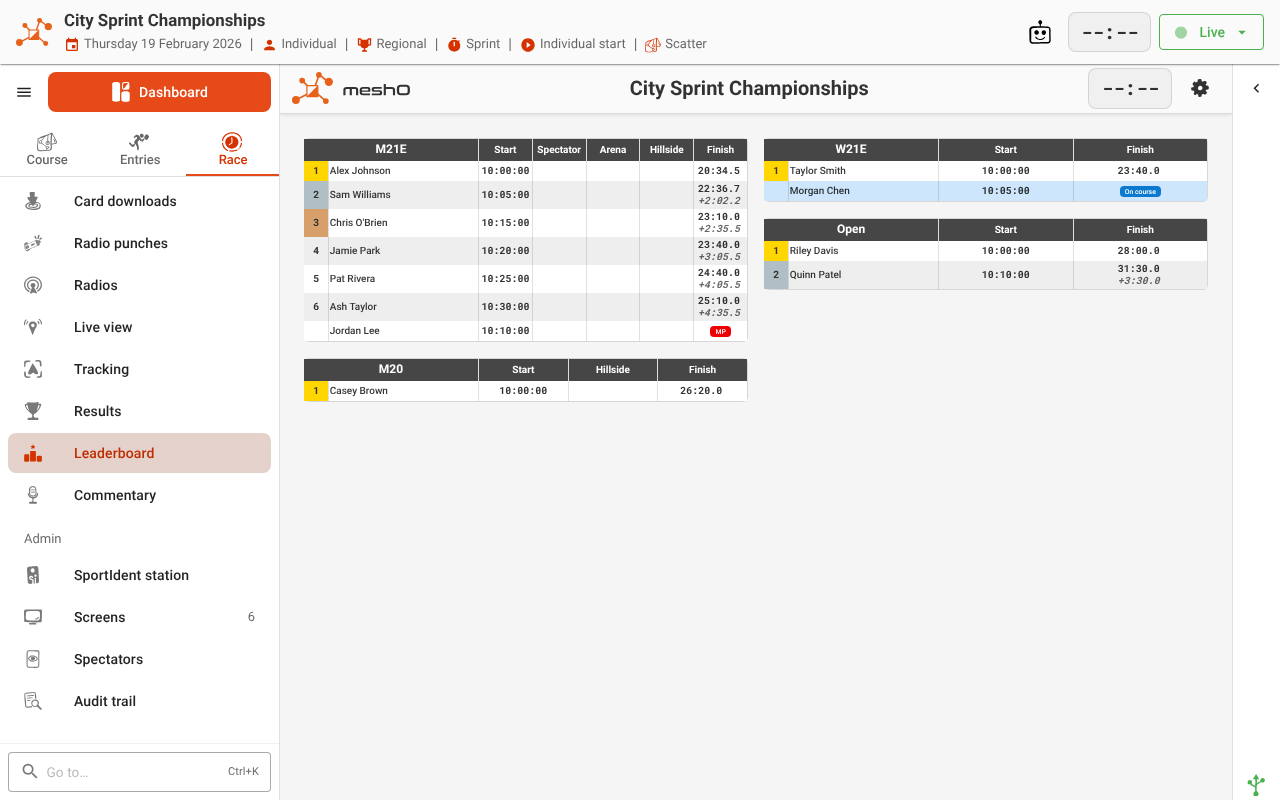 City Sprint Championships
Thursday 19 February 2026 | Individual | Regional | Sprint | Individual start | Scatter
--:--
Live
Dashboard
Course
Entries
Race
Card downloads
Radio punches
Radios
Live view
Tracking
Results
Leaderboard
Commentary
Admin
SportIdent station
Screens 6
Spectators
Audit trail
Go to... Ctrl+K
meshO
City Sprint Championships
--:--
M21E Start Spectator Arena Hillside Finish
1 Alex Johnson 10:00:00 20:34.5
2 Sam Williams 10:05:00 22:36.7
+2:02.2
3 Chris O'Brien 10:15:00 23:10.0
+2:35.5
4 Jamie Park 10:20:00 23:40.0
+3:05.5
5 Pat Rivera 10:25:00 24:40.0
+4:05.5
6 Ash Taylor 10:30:00 25:10.0
+4:35.5
Jordan Lee 10:10:00 MP
M20 Start Hillside Finish
1 Casey Brown 10:00:00 26:20.0
W21E Start Finish
1 Taylor Smith 10:00:00 23:40.0
Morgan Chen 10:05:00 On course
Open Start Finish
1 Riley Davis 10:00:00 28:00.0
2 Quinn Patel 10:10:00 31:30.0
+3:30.0